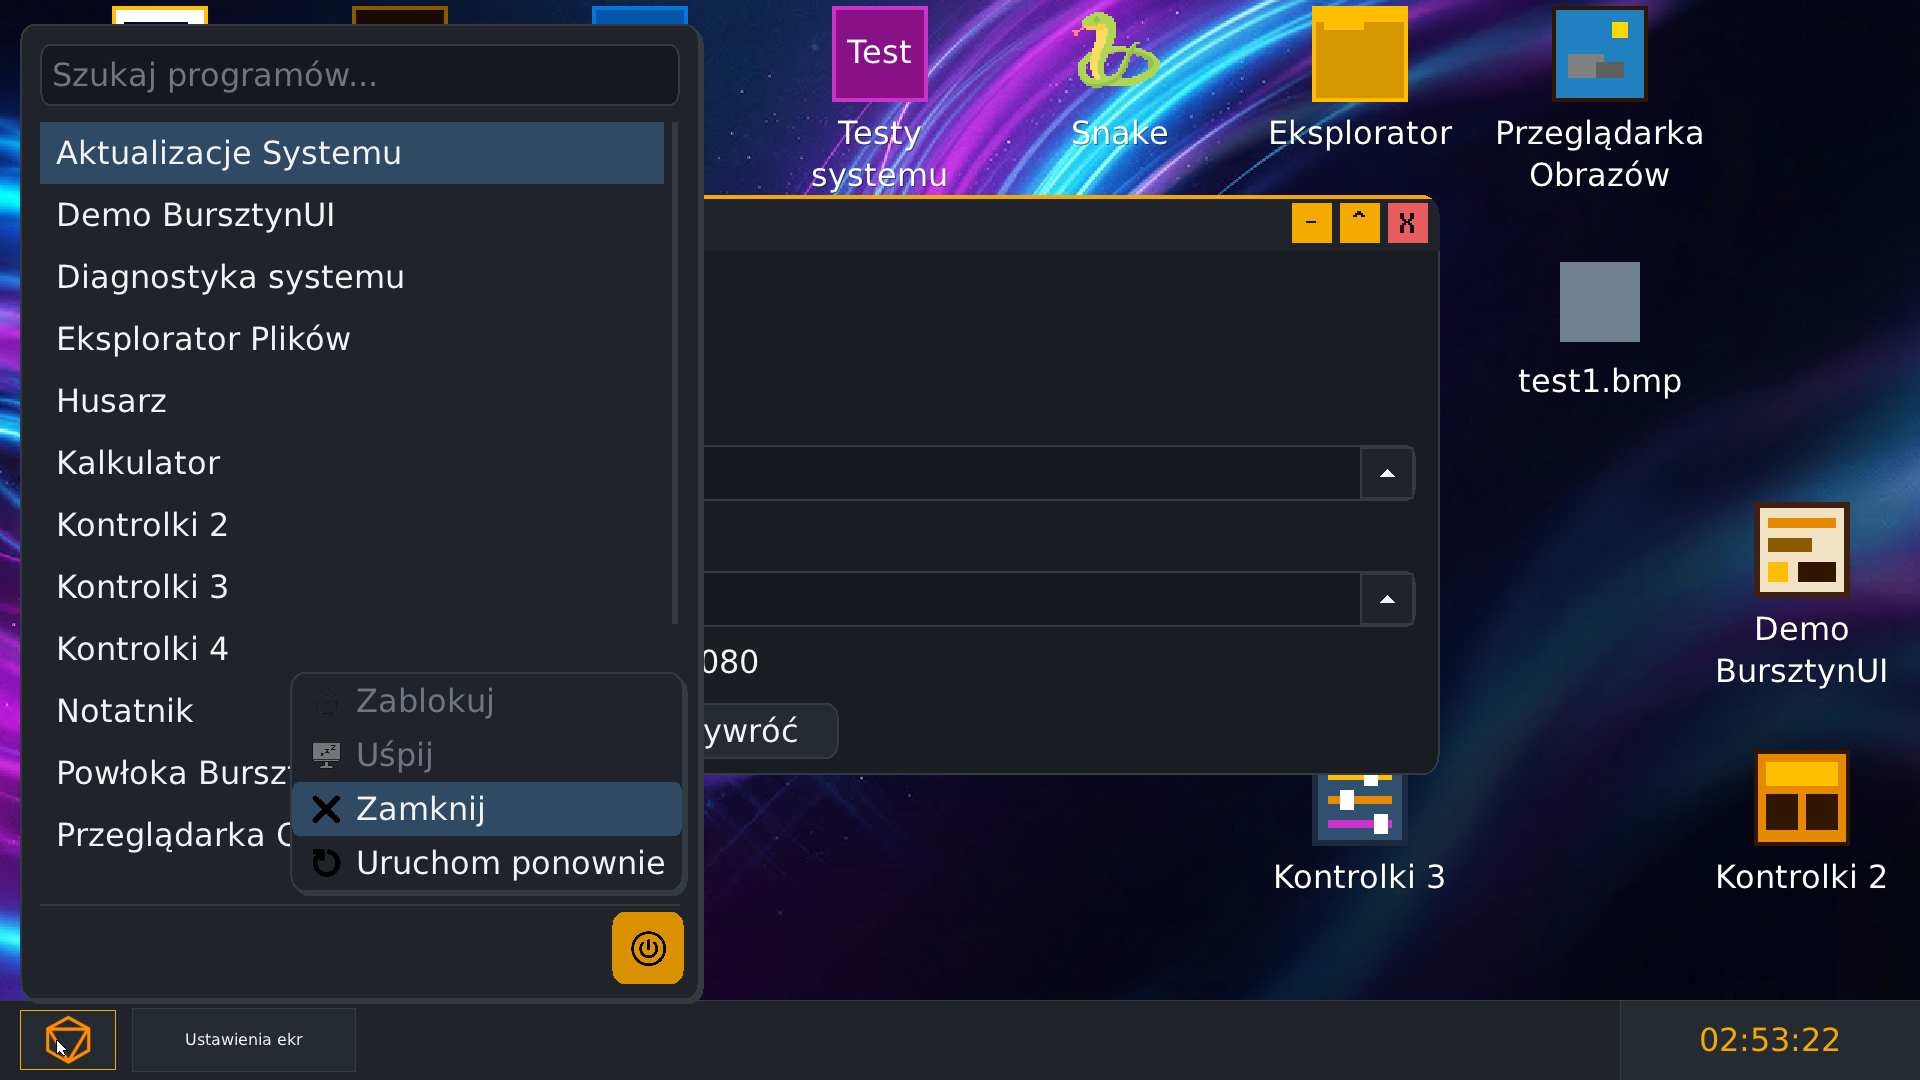 Szukaj programów...
Aktualizacje Systemu
Demo BursztynUI
Diagnostyka systemu
Eksplorator Plików
Husarz
Kalkulator
Kontrolki 2
Kontrolki 3
Kontrolki 4
Notatnik
Powłoka Bursz
Przeglądarka
Zablokuj
Uśpij
Zamknij
Uruchom ponownie
Test
Testy
systemu
Snake
Eksplorator
Przeglądarka
Obrazów
- ^ X
test1.bmp
080
ywróć
Demo
BursztynUI
Kontrolki 3
Kontrolki 2
Ustawienia ekr
02:53:22